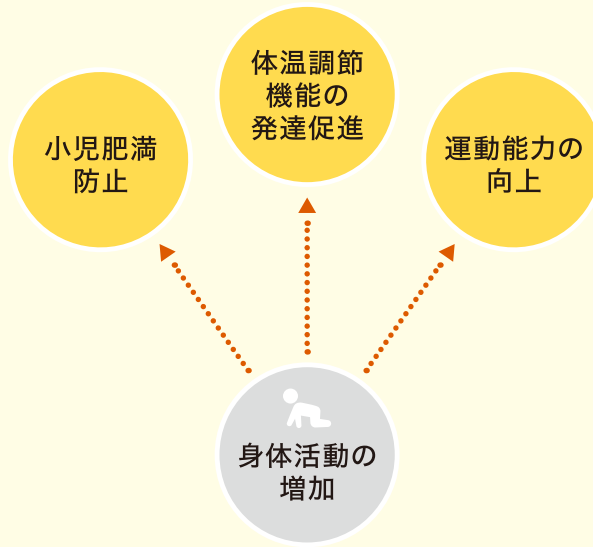 体温調節
機能の
発達促進
小児肥満
防止
運動能力の
向上
身体活動の
増加